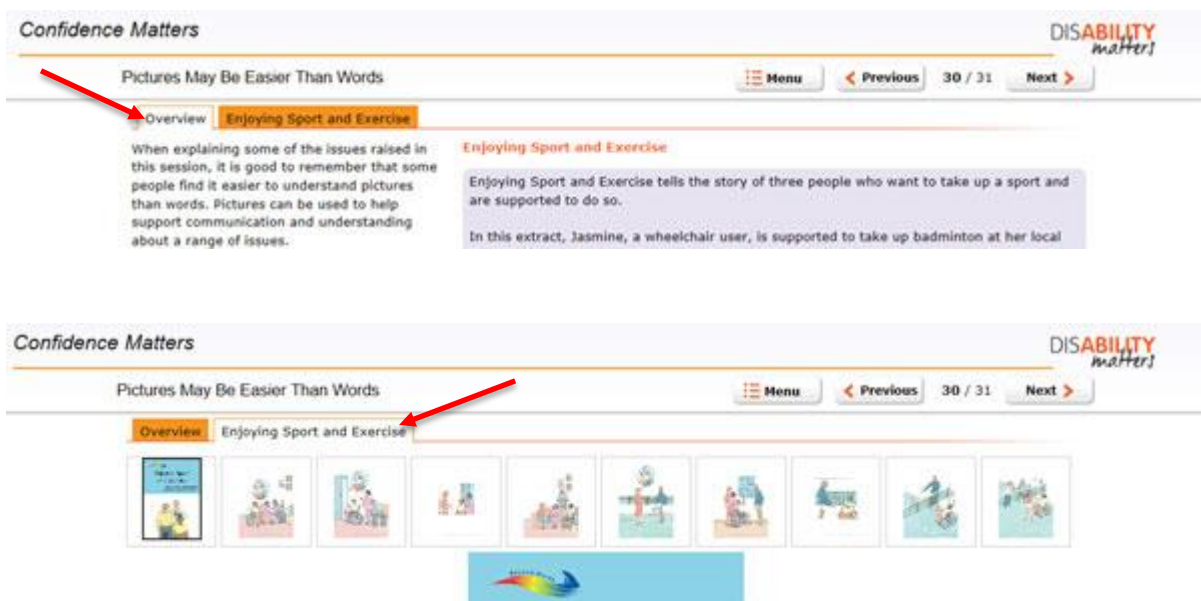 Confidence Matters
DISABILITY
matters
Pictures May Be Easier Than Words
Menu
Previous
30 / 31
Next
Overview
Enjoying Sport and Exercise
When explaining some of the issues raised in
this session, it is good to remember that some
people find it easier to understand pictures
than words. Pictures can be used to help
support communication and understanding
about a range of issues.
Enjoying Sport and Exercise
Enjoying Sport and Exercise tells the story of three people who want to take up a sport and
are supported to do so.
In this extract, Jasmine, a wheelchair user, is supported to take up badminton at her local
Confidence Matters
DISABILITY
matters
Pictures May Be Easier Than Words
Menu
Previous
30 / 31
Next
Overview
Enjoying Sport and Exercise